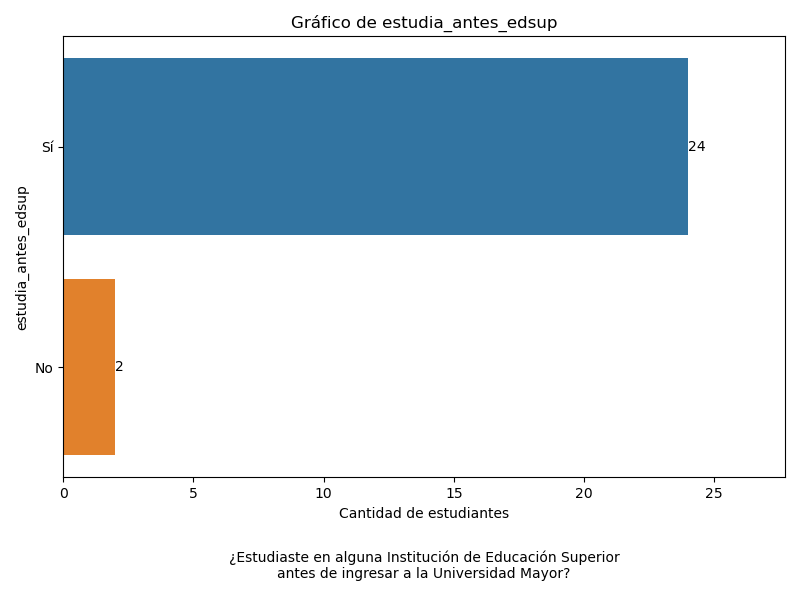 Gráfico de estudia_antes_edsup
estudia_antes_edsup
Sí
24
No
2
0 5 10 15 20 25
Cantidad de estudiantes
¿Estudiaste en alguna Institución de Educación Superior
antes de ingresar a la Universidad Mayor?